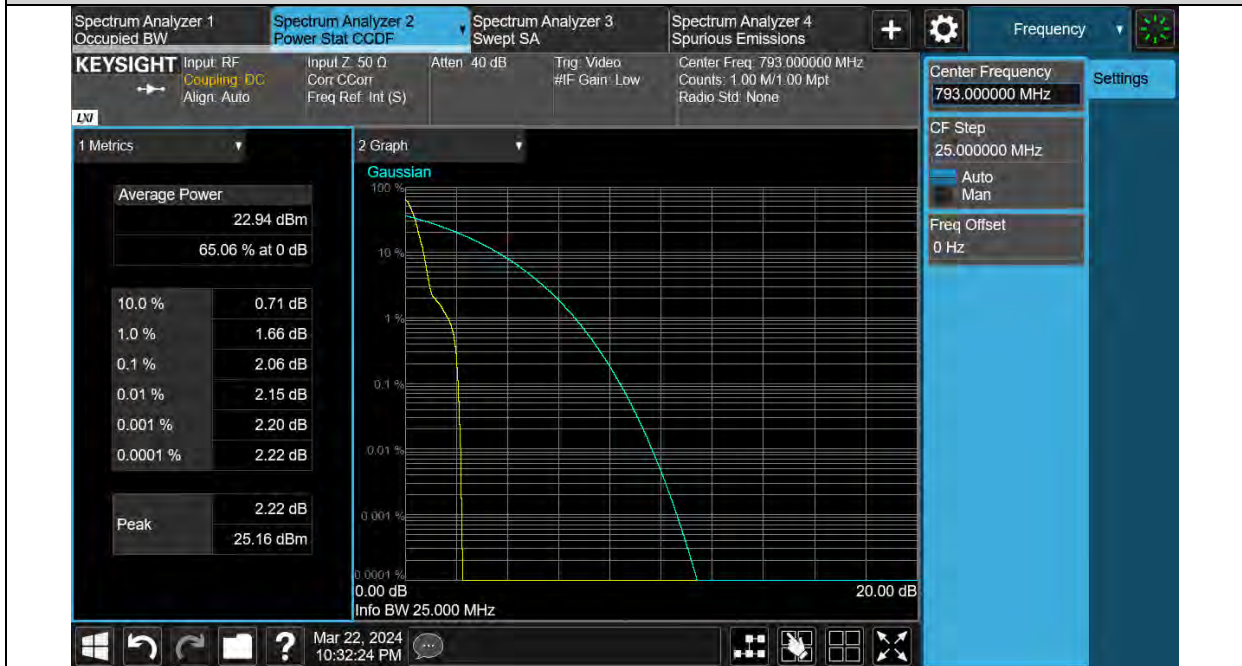 Spectrum Analyzer 1
Occupied BW
Spectrum Analyzer 2
Power Stat CCDF
Spectrum Analyzer 3
Swept SA
Spectrum Analyzer 4
Spurious Emissions
+
Frequency
KEYSIGHT
LXI
Input: RF
Coupling: DC
Align: Auto
Input Z: 50 Ω
Corr CCorr
Freq Ref: Int (S)
Atten: 40 dB
Trig: Video
#IF Gain: Low
Center Freq: 793.000000 MHz
Counts: 1.00 M/1.00 Mpt
Radio Std: None
Center Frequency
793.000000 MHz
Settings
CF Step
25.000000 MHz
Auto
Man
Freq Offset
0 Hz
1 Metrics
Average Power
22.94 dBm
65.06 % at 0 dB
10.0 % 0.71 dB
1.0 % 1.66 dB
0.1 % 2.06 dB
0.01 % 2.15 dB
0.001 % 2.20 dB
0.0001 % 2.22 dB
Peak
2.22 dB
25.16 dBm
2 Graph
Gaussian
100 %
10 %
1 %
0.1 %
0.01 %
0.001 %
0.0001 %
0.00 dB 20.00 dB
Info BW 25.000 MHz
?
Mar 22, 2024
10:32:24 PM